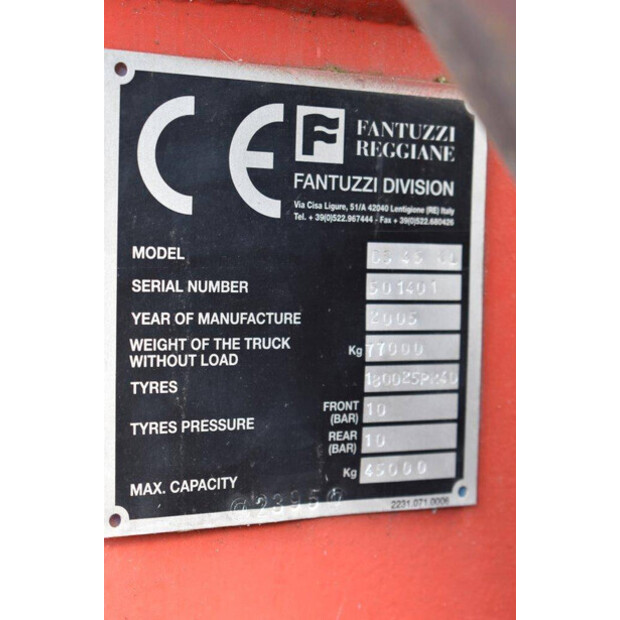 CE
F FANTUZZI
REGGIANE
FANTUZZI DIVISION
Via Cisa Ligure, 51/A 42040 Lentigione (RE) Italy
Tel. + 39(0)522.967444 - Fax + 39(0)522.680426
MODEL
SERIAL NUMBER 501401
YEAR OF MANUFACTURE 2005
WEIGHT OF THE TRUCK
WITHOUT LOAD Kg 77000
TYRES
TYRES PRESSURE
FRONT
(BAR) 10
REAR
(BAR) 10
MAX. CAPACITY Kg 45000
2231.071.0006